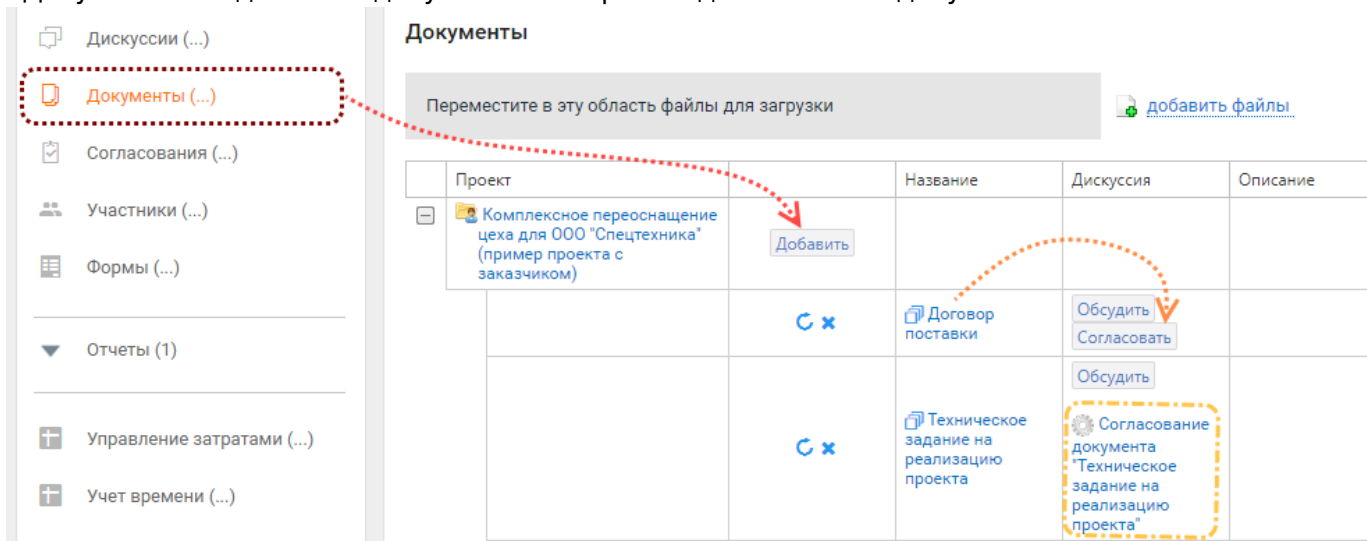 Дискуссии (...)
Документы (...)
Согласования (...)
Участники (...)
Формы (...)
Отчеты (1)
Управление затратами (...)
Учет времени (...)
Документы
Переместите в эту область файлы для загрузки
добавить файлы
Проект Название Дискуссия Описание
Комплексное переоснащение
цеха для ООО "Спецтехника"
(пример проекта с
заказчиком)
Добавить
Договор
поставки
Обсудить
Согласовать
Техническое
задание на
реализацию
проекта
Обсудить
Согласование
документа
"Техническое
задание на
реализацию
проекта"